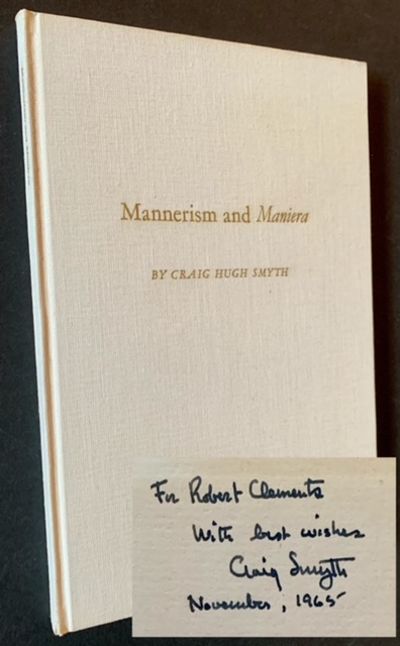 Mannerism and Maniera
BY CRAIG HUGH SMYTH
For Robert Clements
With best wishes
Craig Smyth
November, 1965